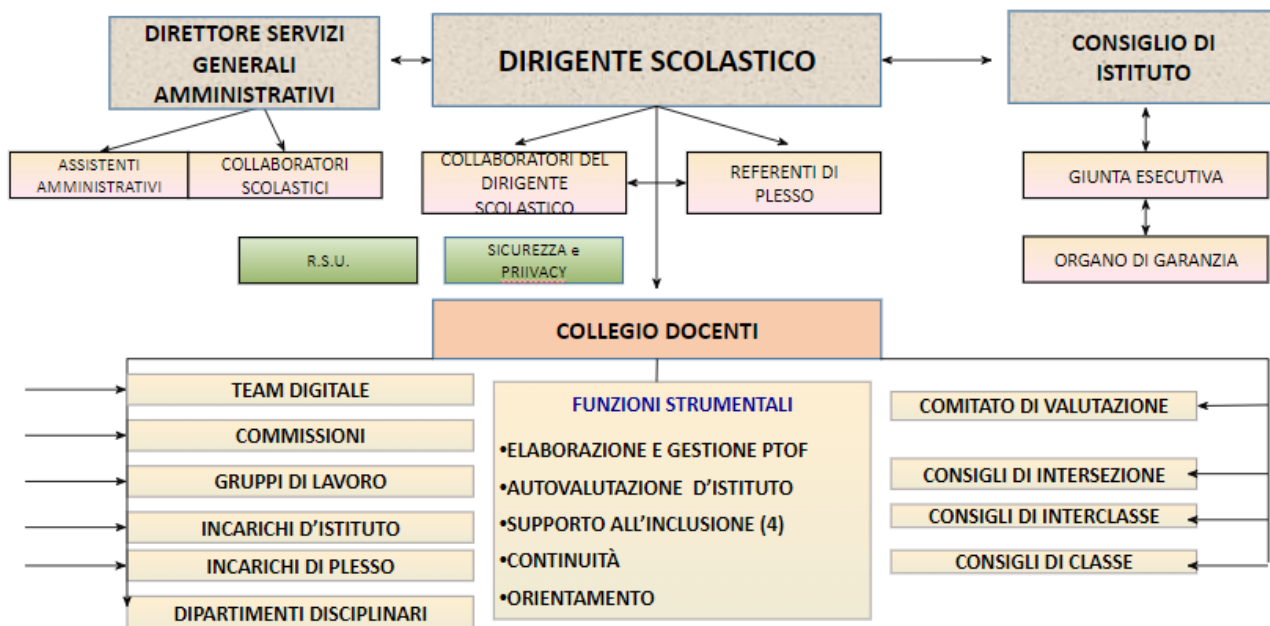 DIRETTORE SERVIZI
GENERALI
AMMINISTRATIVI
DIRIGENTE SCOLASTICO
CONSIGLIO DI
ISTITUTO
ASSISTENTI
AMMINISTRATIVI
COLLABORATORI
SCOLASTICI
COLLABORATORI DEL
DIRIGENTE
SCOLASTICO
REFERENTI DI
PLESSO
GIUNTA ESECUTIVA
R.S.U.
SICUREZZA e
PRIIVACY
ORGANO DI GARANZIA
COLLEGIO DOCENTI
TEAM DIGITALE
COMMISSIONI
GRUPPI DI LAVORO
INCARICHI D’ISTITUTO
INCARICHI DI PLESSO
DIPARTIMENTI DISCIPLINARI
FUNZIONI STRUMENTALI
•ELABORAZIONE E GESTIONE PTOF
•AUTOVALUTAZIONE D’ISTITUTO
•SUPPORTO ALL’INCLUSIONE (4)
•CONTINUITÀ
•ORIENTAMENTO
COMITATO DI VALUTAZIONE
CONSIGLI DI INTERSEZIONE
CONSIGLI DI INTERCLASSE
CONSIGLI DI CLASSE